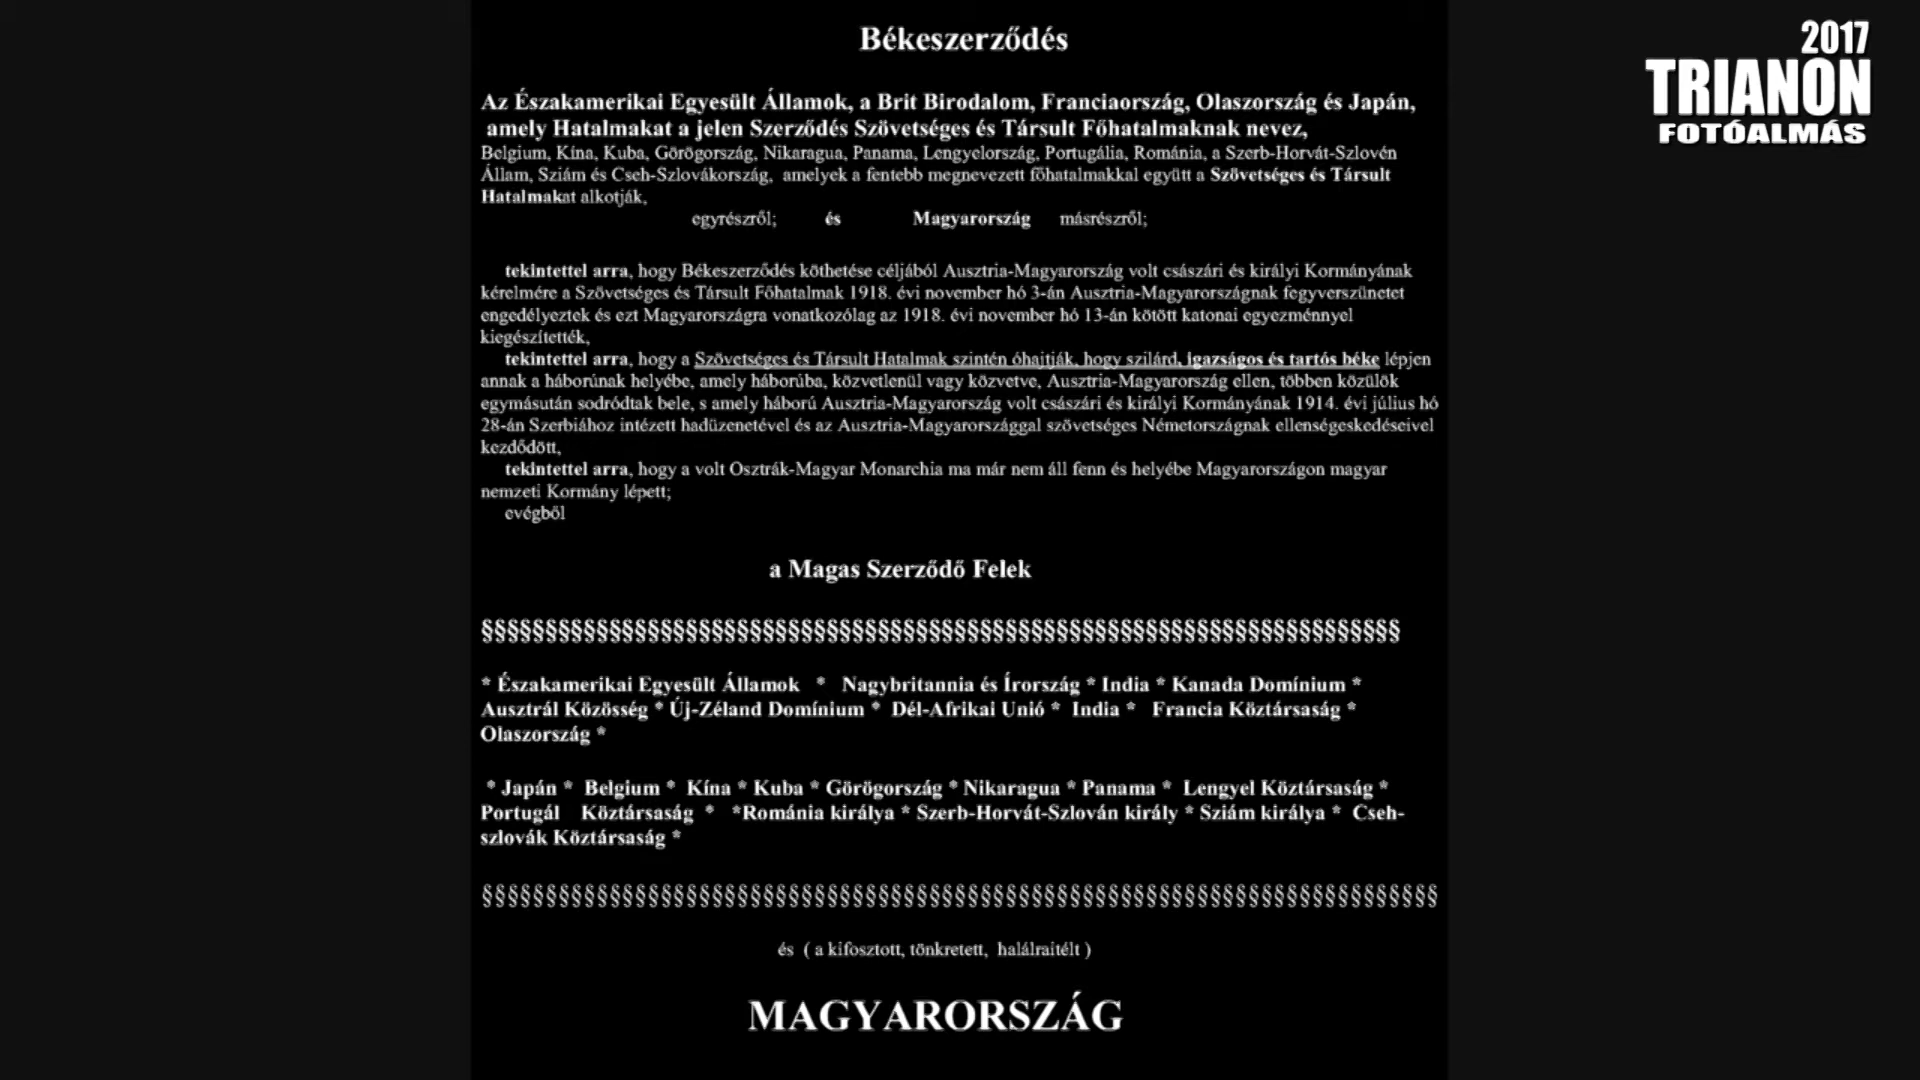 2017
TRIANON
FOTÓALMÁS
Békeszerződés
Az Északamerikai Egyesült Államok, a Brit Birodalom, Franciaország, Olaszország és Japán,
amely Hatalmakat a jelen Szerződés Szövetséges és Társult Főhatalmaknak nevez,
Belgium, Kína, Kuba, Görögország, Nikaragua, Panama, Lengyelország, Portugália, Románia, a Szerb-Horvát-Szlovén
Állam, Sziám és Cseh-Szlovákország, amelyek a fentebb megnevezett főhatalmakkal együtt a Szövetséges és Társult
Hatalmakat alkotják,
egyrészről; és Magyarország másrészről;
tekintettel arra, hogy Békeszerződés köthetése céljából Ausztria-Magyarország volt császári és királyi Kormányának
kérelmére a Szövetséges és Társult Főhatalmak 1918. évi november hó 3-án Ausztria-Magyarországnak fegyverszünetet
engedélyeztek és ezt Magyarországra vonatkozólag az 1918. évi november hó 13-án kötött katonai egyezménnyel
kiegészítették,
tekintettel arra, hogy a Szövetséges és Társult Hatalmak szintén óhajtják, hogy szilárd, igazságos és tartós béke lépjen
annak a háborúnak helyébe, amely háborúba, közvetlenül vagy közvetve, Ausztria-Magyarország ellen, többen közülök
egymásután sodródtak bele, s amely háború Ausztria-Magyarország volt császári és királyi Kormányának 1914. évi július hó
28-án Szerbiához intézett hadüzenetével és az Ausztria-Magyarországgal szövetséges Németországnak ellenségeskedéseivel
kezdődött,
tekintettel arra, hogy a volt Osztrák-Magyar Monarchia ma már nem áll fenn és helyébe Magyarországon magyar
nemzeti Kormány lépett;
evégből
a Magas Szerződő Felek
§§§§§§§§§§§§§§§§§§§§§§§§§§§§§§§§§§§§§§§§§§§§§§§§§§§§§§§§§§§§§§§§§§§§§§§§
* Északamerikai Egyesült Államok * Nagybritannia és Írország * India * Kanada Domínium *
Ausztrál Közösség * Új-Zéland Domínium * Dél-Afrikai Unió * India * Francia Köztársaság *
Olaszország *
* Japán * Belgium * Kína * Kuba * Görögország * Nikaragua * Panama * Lengyel Köztársaság *
Portugál Köztársaság * *Románia királya * Szerb-Horvát-Szlován király * Sziám királya * Cseh-
szlovák Köztársaság *
§§§§§§§§§§§§§§§§§§§§§§§§§§§§§§§§§§§§§§§§§§§§§§§§§§§§§§§§§§§§§§§§§§§§§§§§§§§
és ( a kifosztott, tönkretett, halálraitélt )
MAGYARORSZÁG